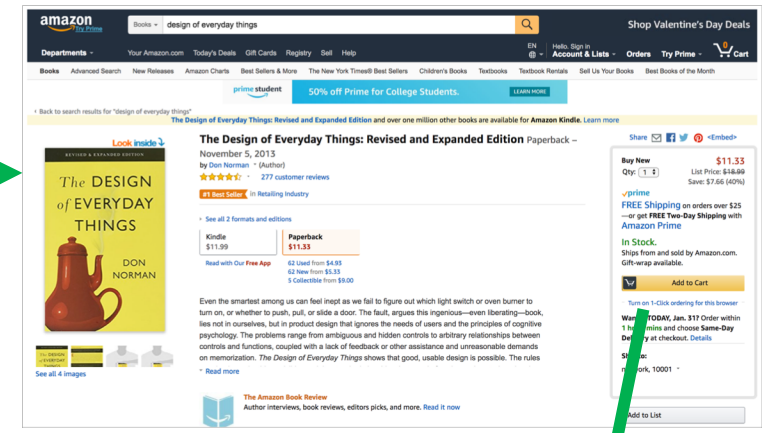 amazon
Try Prime
Books
design of everyday things
Shop Valentine's Day Deals
Departments
Your Amazon.com Today's Deals Gift Cards Registry Sell Help
EN
Hello. Sign in
Account & Lists
Orders
Try Prime
0
Cart
Books Advanced Search New Releases Amazon Charts Best Sellers & More The New York Times® Best Sellers Children's Books Textbooks Textbook Rentals Sell Us Your Books Best Books of the Month
prime student
50% off Prime for College Students.
LEARN MORE
‹ Back to search results for "design of everyday things"
The Design of Everyday Things: Revised and Expanded Edition and over one million other books are available for Amazon Kindle. Learn more
Look inside
REVISED & EXPANDED EDITION
The DESIGN
of EVERYDAY
THINGS
DON
NORMAN
See all 4 images
The Design of Everyday Things: Revised and Expanded Edition Paperback –
November 5, 2013
by Don Norman (Author)
277 customer reviews
#1 Best Seller in Retailing Industry
See all 2 formats and editions
Kindle
$11.99
Paperback
$11.33
Read with Our Free App
62 Used from $4.93
62 New from $5.33
5 Collectible from $9.00
Even the smartest among us can feel inept as we fail to figure out which light switch or oven burner to
turn on, or whether to push, pull, or slide a door. The fault, argues this ingenious—even liberating—book,
lies not in ourselves, but in product design that ignores the needs of users and the principles of cognitive
psychology. The problems range from ambiguous and hidden controls to arbitrary relationships between
controls and functions, coupled with a lack of feedback or other assistance and unreasonable demands
on memorization. The Design of Everyday Things shows that good, usable design is possible. The rules
Read more
The Amazon Book Review
Author interviews, book reviews, editors picks, and more. Read it now
Share <Embed>
Buy New $11.33
Qty: 1 List Price: $18.99
Save: $7.66 (40%)
prime
FREE Shipping on orders over $25
—or get FREE Two-Day Shipping with
Amazon Prime
In Stock.
Ships from and sold by Amazon.com.
Gift-wrap available.
Add to Cart
Turn on 1-Click ordering for this browser
TODAY, Jan. 31? Order within
1 mins and choose Same-Day
at checkout. Details
10001
Add to List